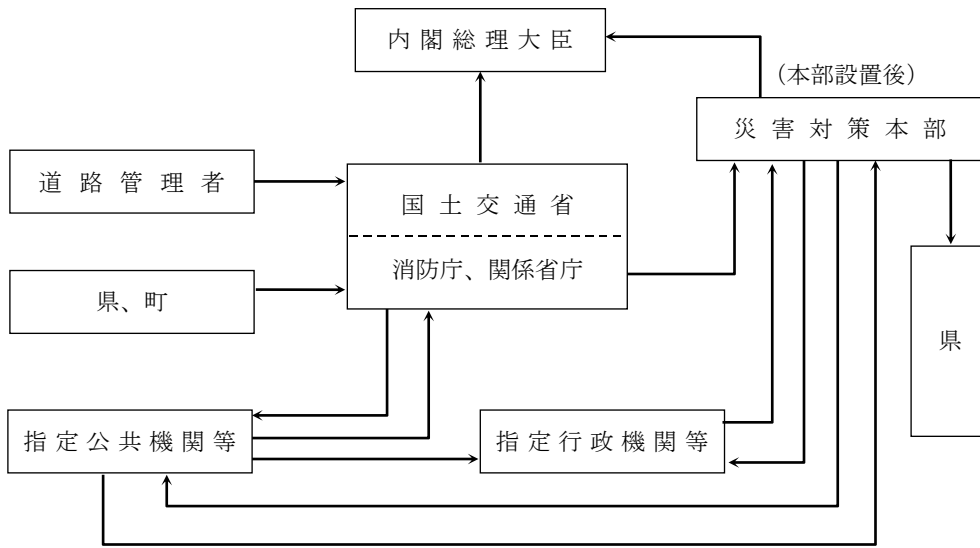 内閣総理大臣
（本部設置後）
災害対策本部
道路管理者
国土交通省
消防庁、関係省庁
県、町
県
指定公共機関等
指定行政機関等